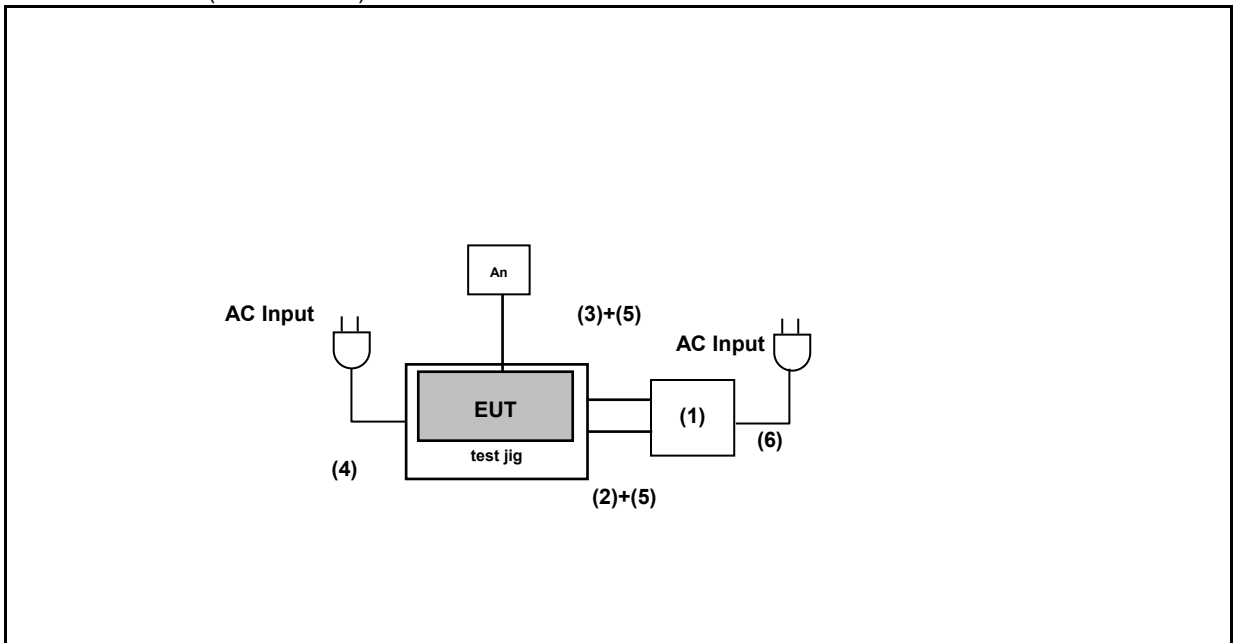 An
AC Input
(3)+(5)
AC Input
EUT
(1)
(6)
test jig
(4)
(2)+(5)